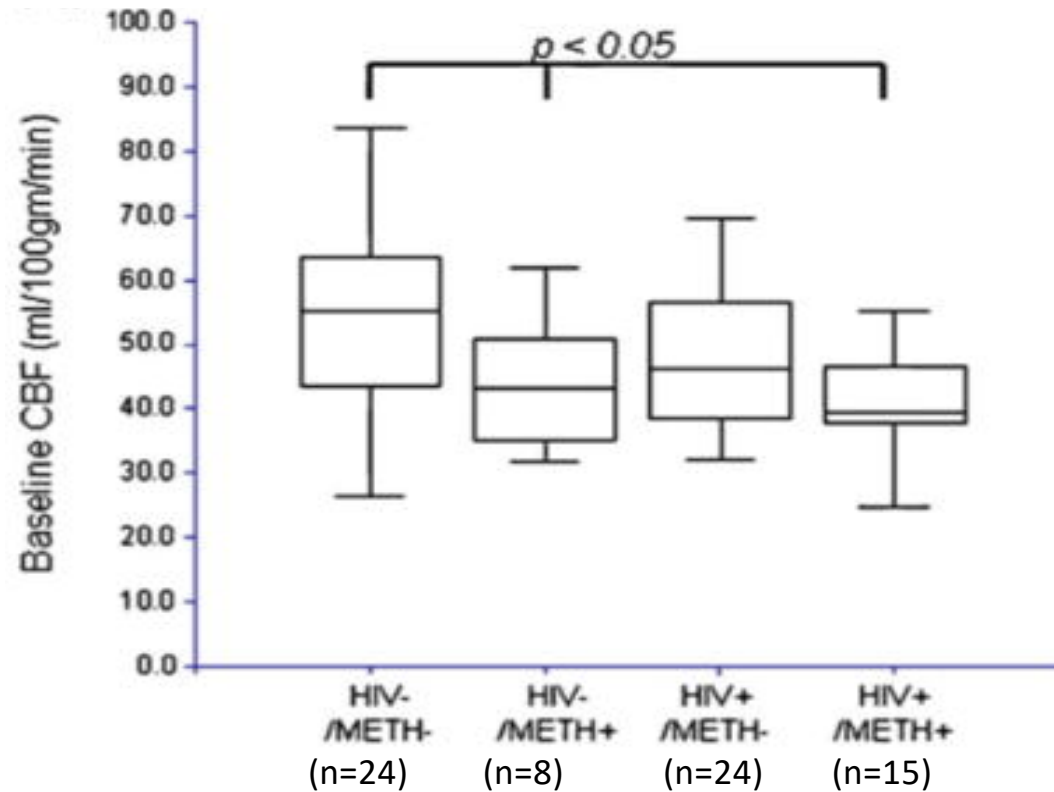 100.0
90.0
80.0
70.0
60.0
50.0
40.0
30.0
20.0
10.0
0.0
Baseline CBF (ml/100gm/min)
p < 0.05
HIV-
/METH-
(n=24)
HIV-
/METH+
(n=8)
HIV+
/METH-
(n=24)
HIV+
/METH+
(n=15)